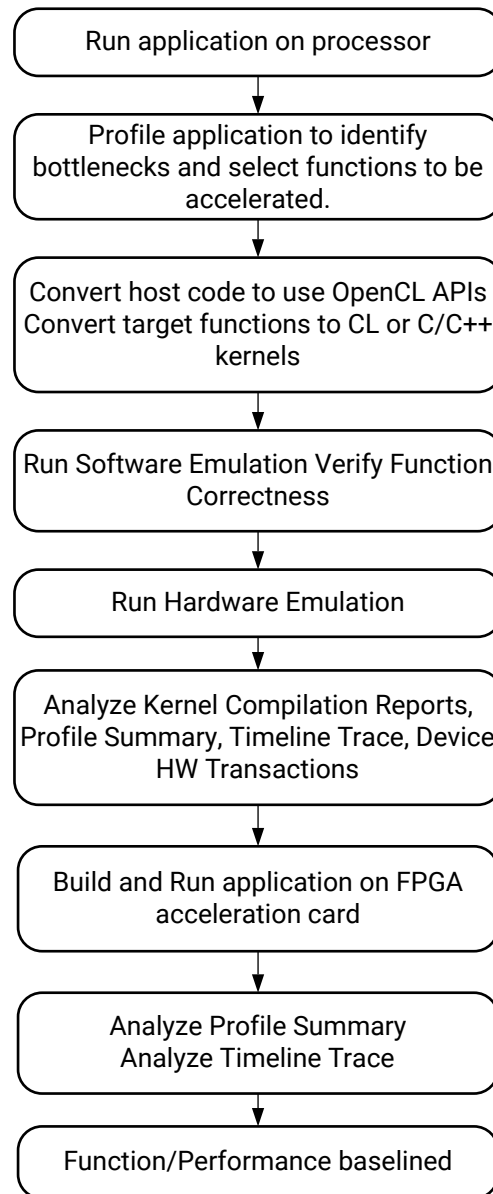 Run application on processor
Profile application to identify
bottlenecks and select functions to be
accelerated.
Convert host code to use OpenCL APIs
Convert target functions to CL or C/C++
kernels
Run Software Emulation Verify Function
Correctness
Run Hardware Emulation
Analyze Kernel Compilation Reports,
Profile Summary, Timeline Trace, Device
HW Transactions
Build and Run application on FPGA
acceleration card
Analyze Profile Summary
Analyze Timeline Trace
Function/Performance baselined